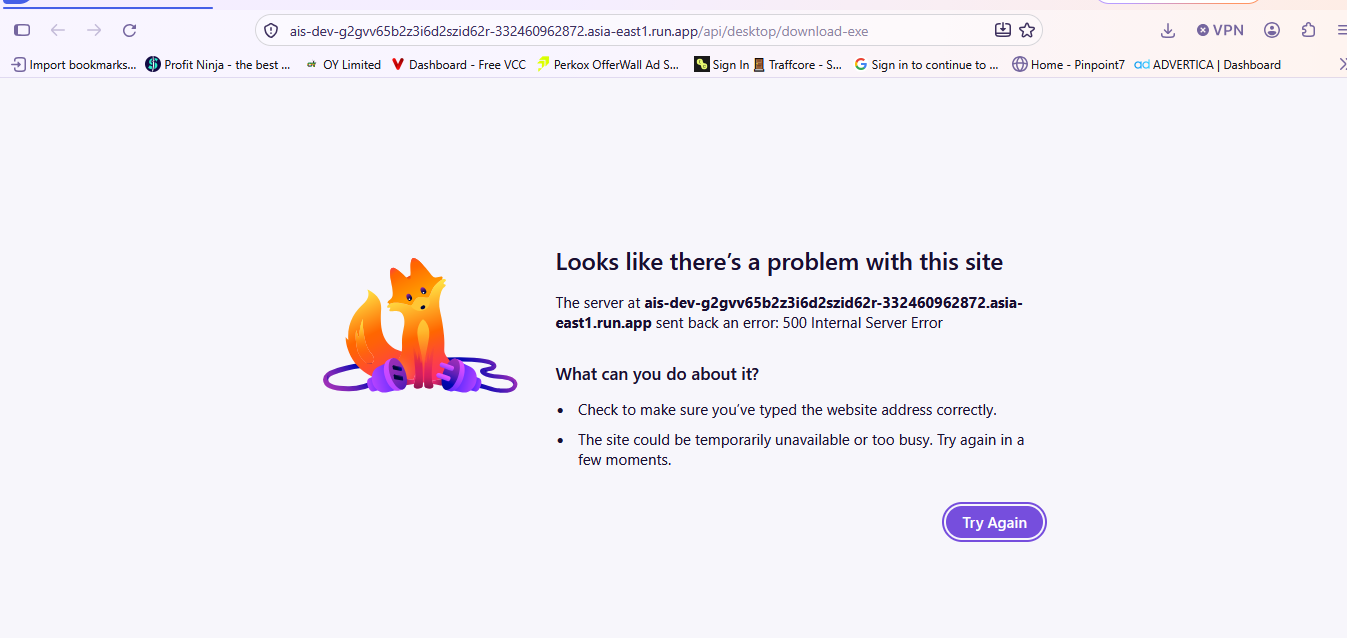 ais-dev-g2gvv65b2z3i6d2szid62r-332460962872.asia-east1.run.app/api/desktop/download-exe
VPN
Import bookmarks... Profit Ninja - the best ... OY Limited Dashboard - Free VCC Perkox OfferWall Ad S... Sign In Traffcore - S... Sign in to continue to ... Home - Pinpoint7 ADVERTICA | Dashboard
Looks like there’s a problem with this site
The server at ais-dev-g2gvv65b2z3i6d2szid62r-332460962872.asia-
east1.run.app sent back an error: 500 Internal Server Error
What can you do about it?
• Check to make sure you’ve typed the website address correctly.
• The site could be temporarily unavailable or too busy. Try again in a
few moments.
Try Again